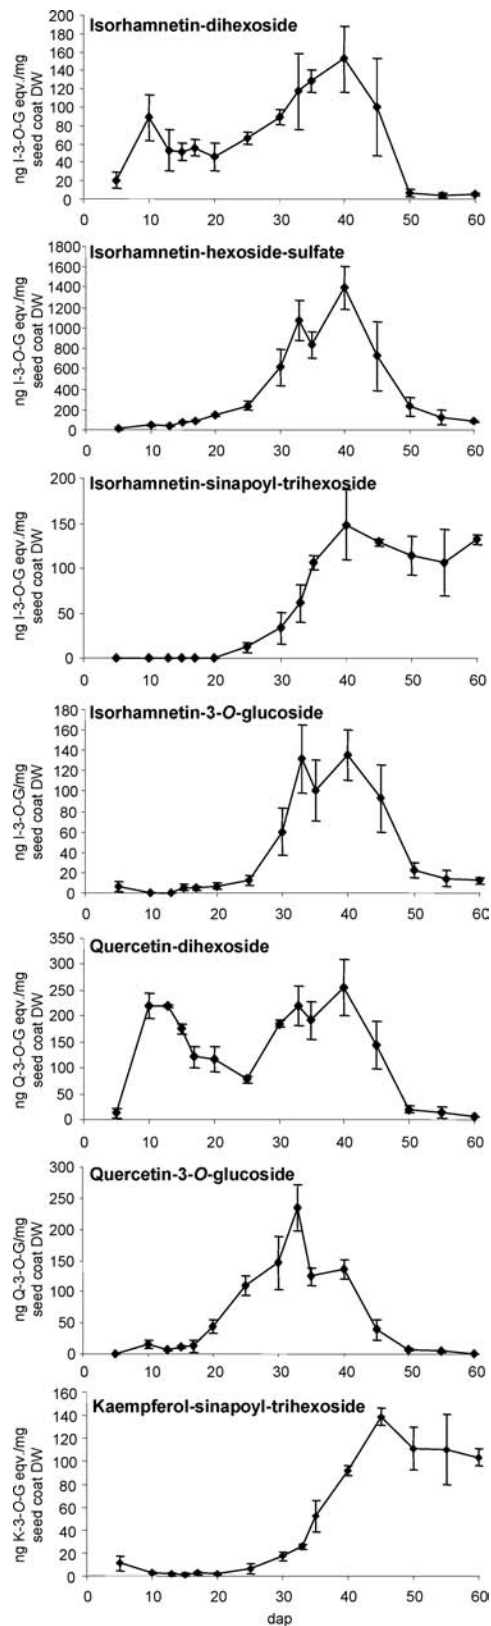 Isorhamnetin-dihexoside
ng I-3-O-G eqv./mg
seed coat DW
200
180
160
140
120
100
80
60
40
20
0
0 10 20 30 40 50 60
Isorhamnetin-hexoside-sulfate
ng I-3-O-G eqv./mg
seed coat DW
1800
1600
1400
1200
1000
800
600
400
200
0
0 10 20 30 40 50 60
Isorhamnetin-sinapoyl-trihexoside
ng I-3-O-G eqv./mg
seed coat DW
200
150
100
50
0
0 10 20 30 40 50 60
Isorhamnetin-3-O-glucoside
ng I-3-O-G/mg
seed coat DW
180
160
140
120
100
80
60
40
20
0
0 10 20 30 40 50 60
Quercetin-dihexoside
ng Q-3-O-G eqv./mg
seed coat DW
350
300
250
200
150
100
50
0
0 10 20 30 40 50 60
Quercetin-3-O-glucoside
ng Q-3-O-G/mg
seed coat DW
300
250
200
150
100
50
0
0 10 20 30 40 50 60
Kaempferol-sinapoyl-trihexoside
ng K-3-O-G eqv./mg
seed coat DW
160
140
120
100
80
60
40
20
0
0 10 20 30 40 50 60
dap